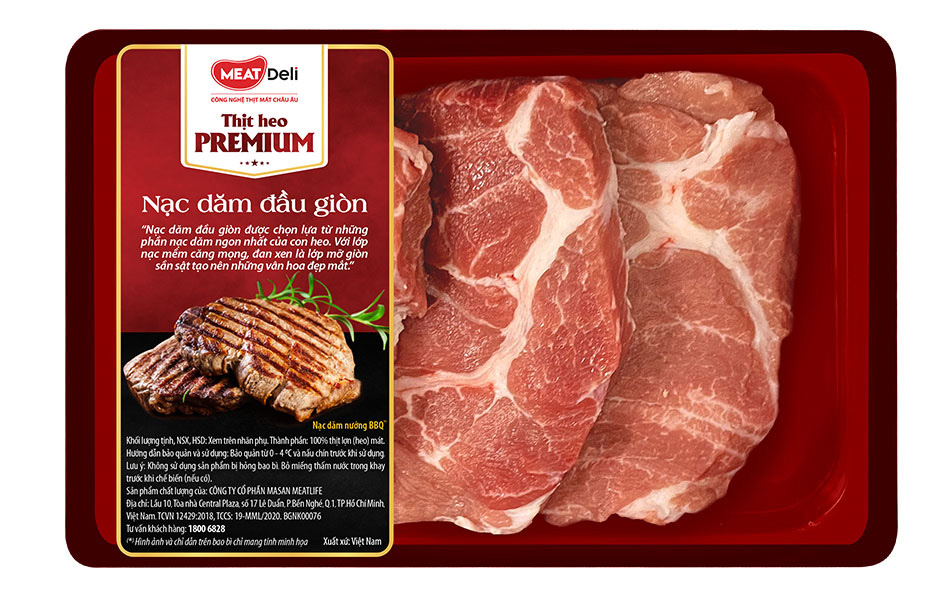 MEAT Deli
CÔNG NGHỆ THỊT MÁT CHÂU ÂU
Thịt heo
PREMIUM
Nạc dăm đầu giòn
“Nạc dăm đầu giòn được chọn lựa từ những
phần nạc dăm ngon nhất của con heo. Với lớp
nạc mềm căng mọng, đan xen là lớp mỡ giòn
sần sật tạo nên những vân hoa đẹp mắt.”
Nạc dăm nướng BBQ*
Khối lượng tịnh, NSX, HSD: Xem trên nhãn phụ. Thành phần: 100% thịt lợn (heo) mát.
Hướng dẫn bảo quản và sử dụng: Bảo quản từ 0 - 4 ºC và nấu chín trước khi sử dụng.
Lưu ý: Không sử dụng sản phẩm bị hỏng bao bì. Bỏ miếng thấm nước trong khay
trước khi chế biến (nếu có).
Sản phẩm chất lượng của: CÔNG TY CỔ PHẦN MASAN MEATLIFE
Địa chỉ: Lầu 10, Tòa nhà Central Plaza, số 17 Lê Duẩn, P.Bến Nghé, Q.1, TP.Hồ Chí Minh,
Việt Nam. TCVN 12429:2018, TCCS: 19-MML/2020. BGNK00076
Tư vấn khách hàng: 1800 6828
(*) Hình ảnh và chỉ dẫn trên bao bì chỉ mang tính minh họa Xuất xứ: Việt Nam